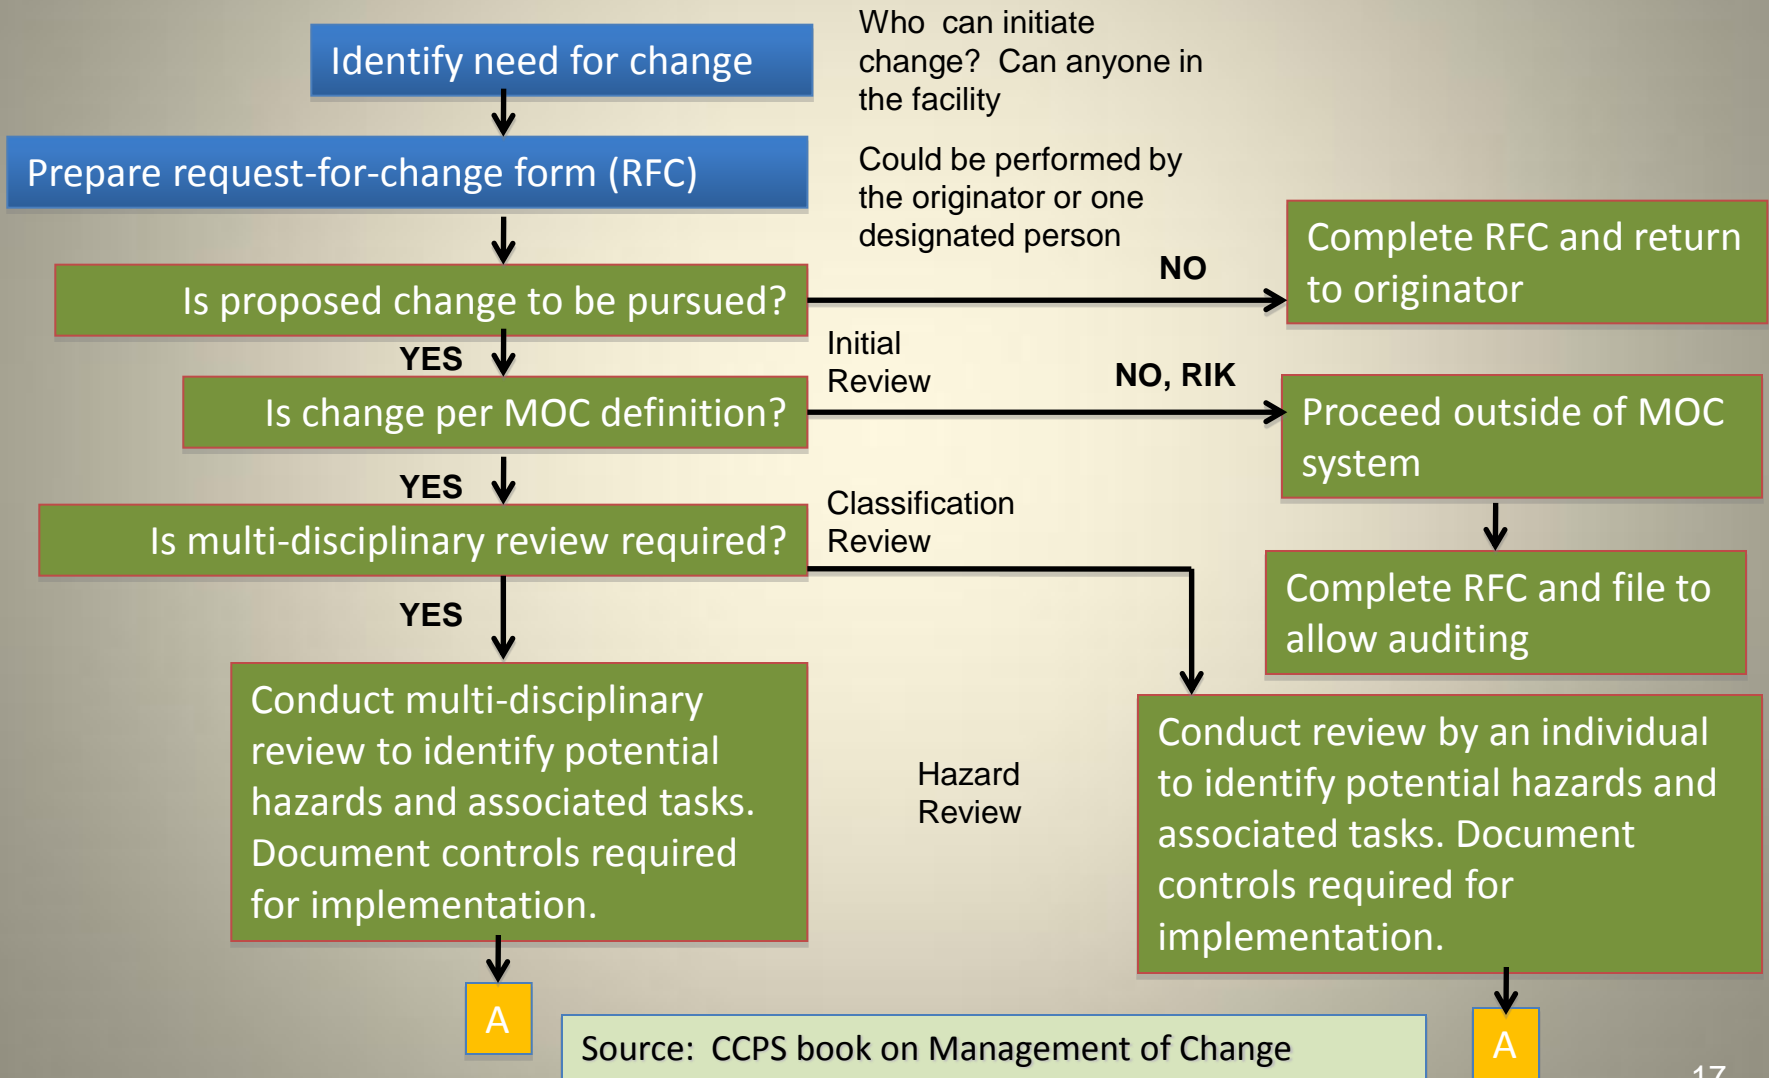 Identify need for change
Who  can initiate
change?  Can anyone in
the facility
Prepare request-for-change form (RFC)
Could be performed by
the originator or one
designated person
Is proposed change to be pursued?
NO
Complete RFC and return
to originator
YES
Initial
Review
Is change per MOC definition?
NO, RIK
Proceed outside of MOC
system
YES
Classification
Review
Is multi-disciplinary review required?
Complete RFC and file to
allow auditing
YES
Conduct multi-disciplinary
review to identify potential
hazards and associated tasks.
Document controls required
for implementation.
Hazard
Review
Conduct review by an individual
to identify potential hazards and
associated tasks. Document
controls required for
implementation.
A
A
Source:  CCPS book on Management of Change
17